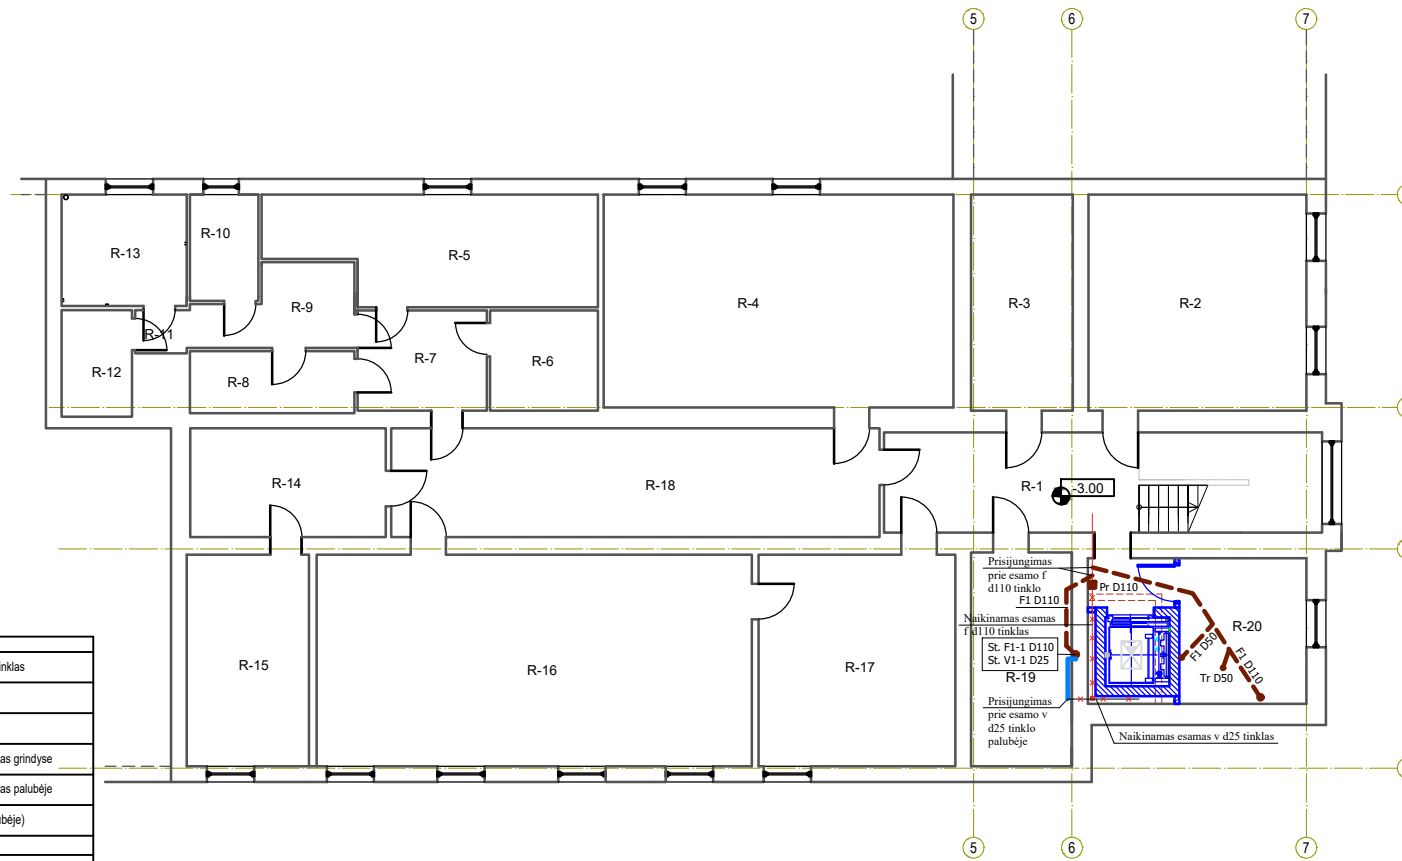 5
6
7
R-13
R-10
R-5
R-4
R-3
R-2
R-9
R-11
R-7
R-6
R-12
R-8
R-14
R-18
R-1
-3.00
Prisijungimas
prie esamo f
d110 tinklo
Pr D110
F1 D110
Naikinamas esamas
f d110 tinklas
St. F1-1 D110
St. V1-1 D25
R-19
Prisijungimas
prie esamo v
d25 tinklo
palubėje
Naikinamas esamas v d25 tinklas
F1 D50
R-20
Tr D50
F1 D110
R-15
R-16
R-17
as grindyse
as palubėje
5
6
7